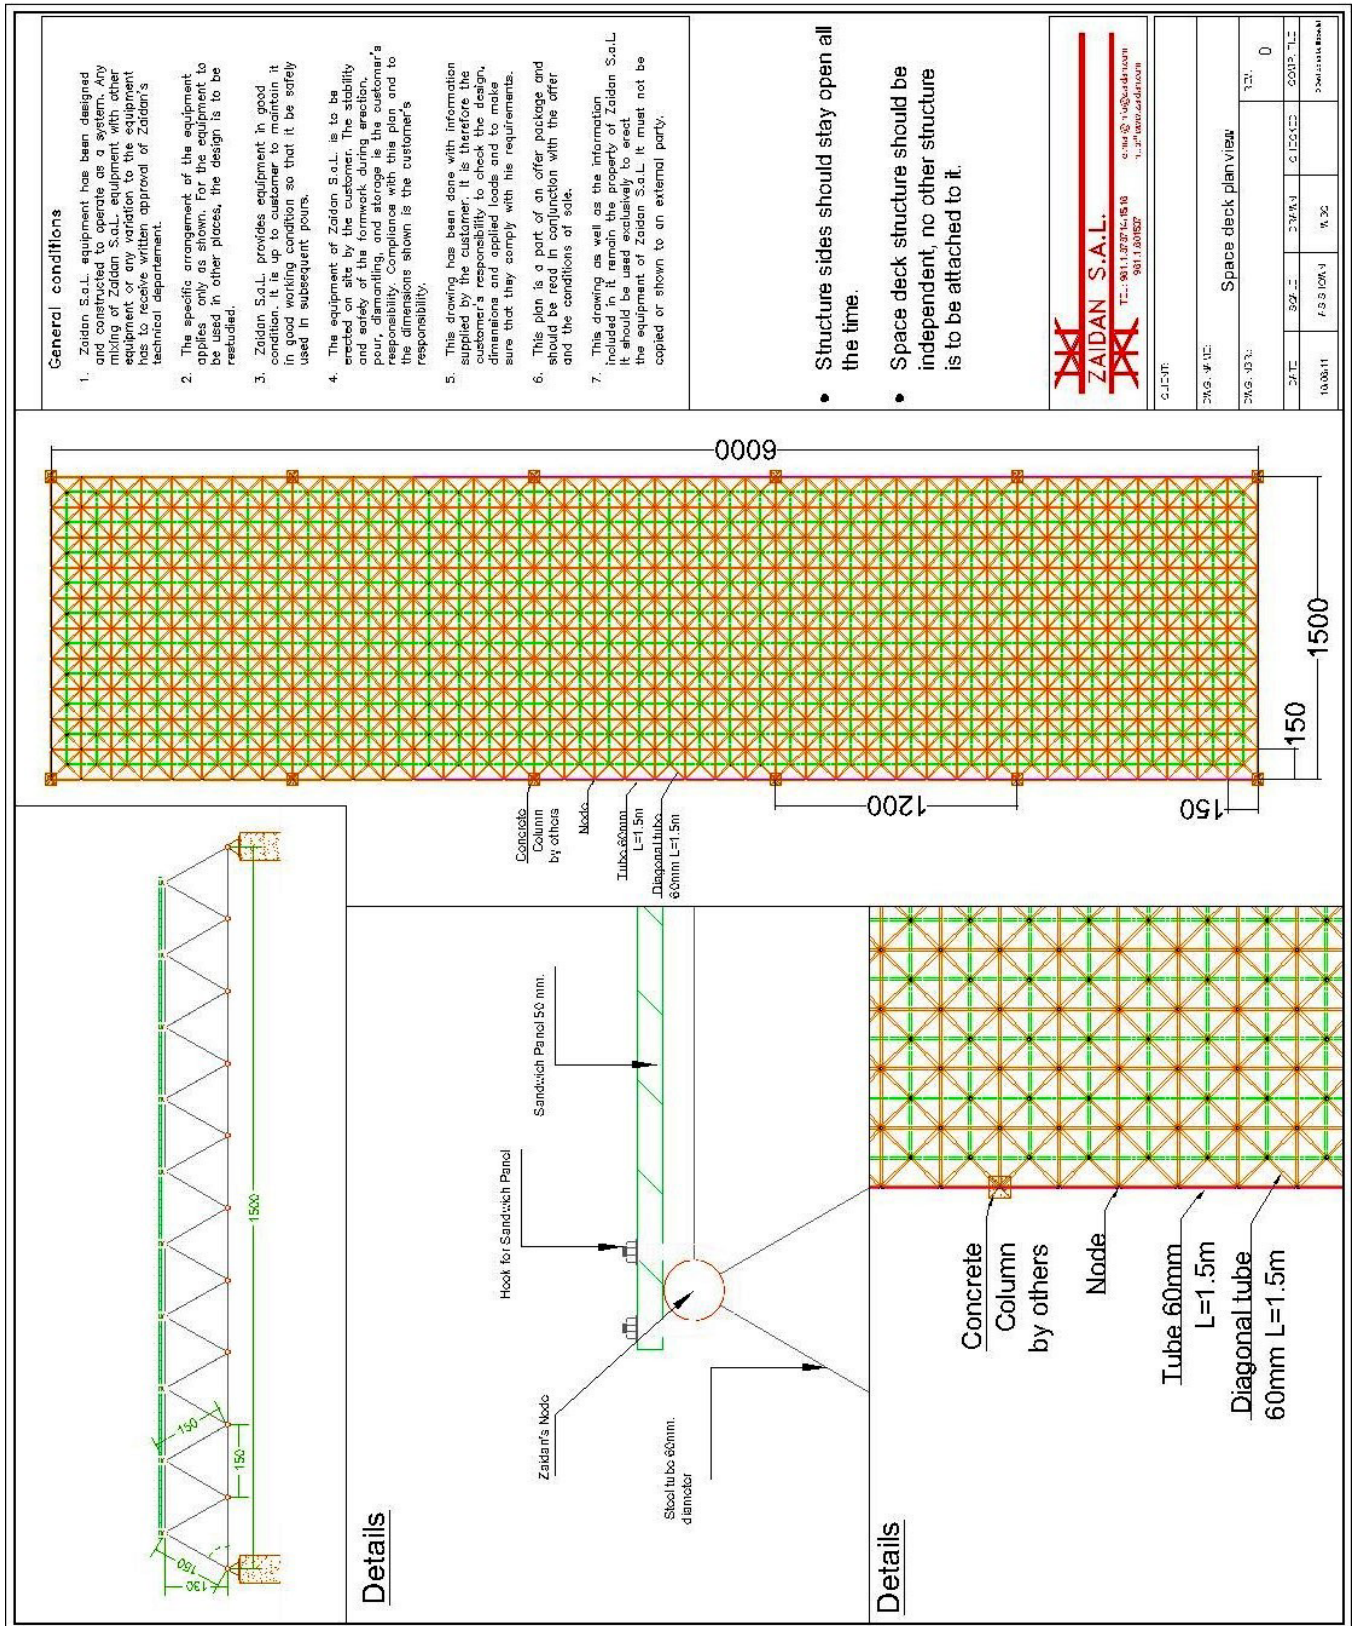 General conditions
1. Zaidan S.a.L. equipment has been designed
and constructed to operate as a system. Any
mixing of Zaidan S.a.L. equipment with other
equipment or any variation to the equipment
has to receive written approval of Zaidan's
technical departement.
2. The specific arrangement of the equipment
applies only as shown. For the equipment to
be used in other places, the design is to be
restudied.
3. Zaidan S.a.L. provides equipment in good
condition. It is up to customer to maintain it
in good working condition so that it be safely
used in subsequent pours.
4. The equipment of Zaidan S.a.L. is to be
erected on site by the customer. The stability
and safety of the formwork during erection,
pour, dismantling, and storage is the customer's
responsibility. Compliance with this plan and to
the dimensions shown is the customer's
responsibility.
5. This drawing has been done with information
supplied by the customer. It is therefore the
customer's responsibility to check the design,
dimensions and applied loads and to make
sure that they comply with his requirements.
6. This plan is a part of an offer package and
should be read in conjunction with the offer
and the conditions of sale.
7. This drawing as well as the information
included in it remain the property of Zaidan S.a.L.
It should be used exclusively to erect
the equipment of Zaidan S.a.L. It must not be
copied or shown to an external party.
• Structure sides should stay open all
the time.
• Space deck structure should be
independent, no other structure
is to be attached to it.
ZAIDAN S.A.L.
CLIENT:
DWG. NAME:
Space deck plan view
REV.
0
DATE
SCALE
DRAWN
CHECKED
COMP. FILE
6000
1500
150
1200
150
Concrete
Column
by others
Node
Tube 60mm
L=1.5m
Diagonal tube
60mm L=1.5m
1500
150
150
150
130
Details
Sandwich Panel 50 mm.
Hook for Sandwich Panel
Zaidan's Node
Steel tube 60mm.
diameter
Details
Concrete
Column
by others
Node
Tube 60mm
L=1.5m
Diagonal tube
60mm L=1.5m